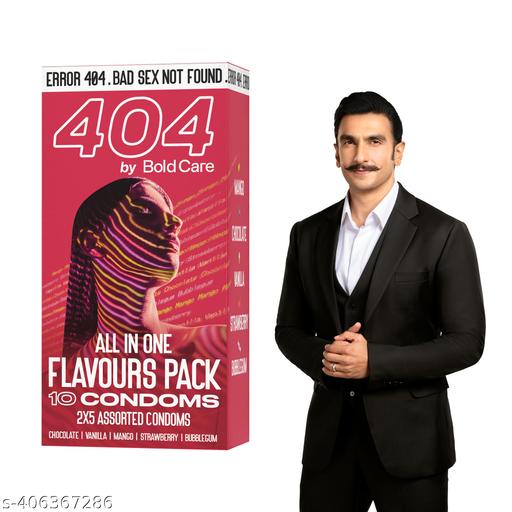 ERROR 404 . BAD SEX NOT FOUND .
404
by Bold Care
MANGO
CHOCOLATE
VANILLA
STRAWBERRY
BUBBLEGUM
ALL IN ONE
FLAVOURS PACK
10 CONDOMS
2X5 ASSORTED CONDOMS
CHOCOLATE | VANILLA | MANGO | STRAWBERRY | BUBBLEGUM
s-406367286